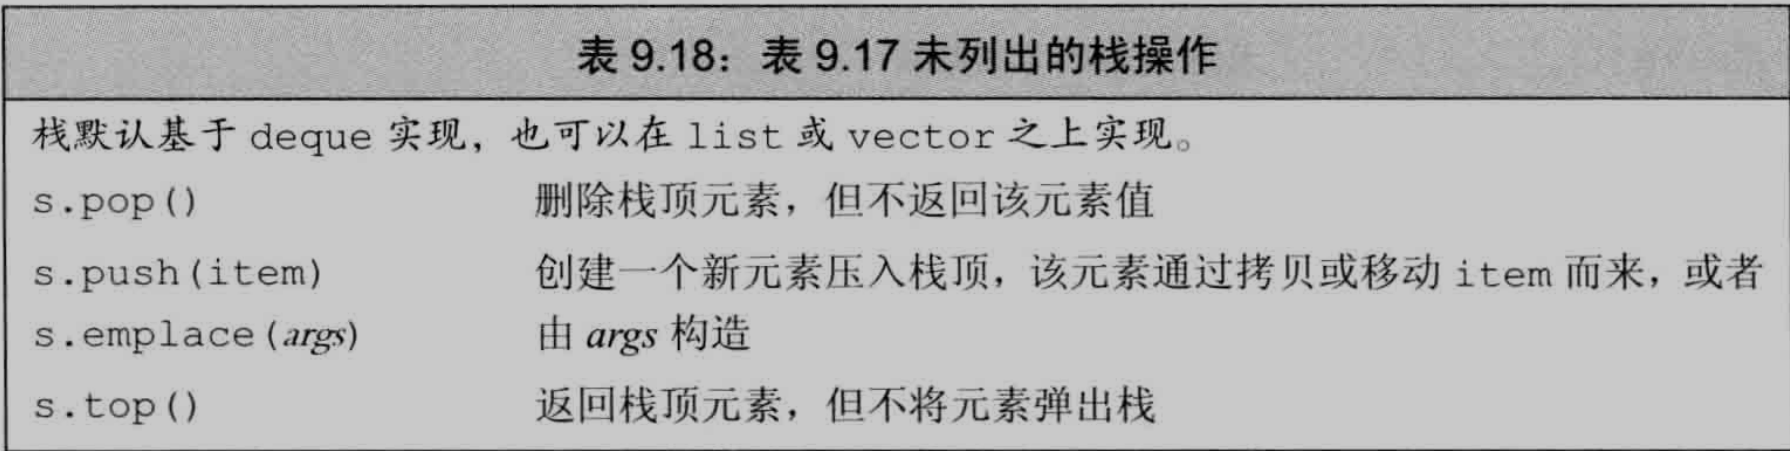 表 9.18：表 9.17 未列出的栈操作
栈默认基于 deque 实现，也可以在 list 或 vector 之上实现。
s.pop() 删除栈顶元素，但不返回该元素值
s.push(item) 创建一个新元素压入栈顶，该元素通过拷贝或移动 item 而来，或者
s.emplace(args) 由 args 构造
s.top() 返回栈顶元素，但不将元素弹出栈